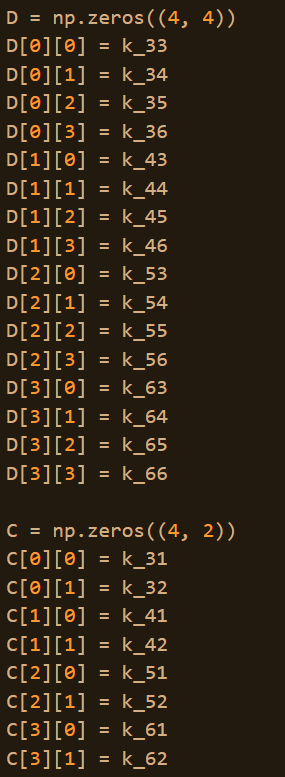 D = np.zeros((4, 4))
D[0][0] = k_33
D[0][1] = k_34
D[0][2] = k_35
D[0][3] = k_36
D[1][0] = k_43
D[1][1] = k_44
D[1][2] = k_45
D[1][3] = k_46
D[2][0] = k_53
D[2][1] = k_54
D[2][2] = k_55
D[2][3] = k_56
D[3][0] = k_63
D[3][1] = k_64
D[3][2] = k_65
D[3][3] = k_66
C = np.zeros((4, 2))
C[0][0] = k_31
C[0][1] = k_32
C[1][0] = k_41
C[1][1] = k_42
C[2][0] = k_51
C[2][1] = k_52
C[3][0] = k_61
C[3][1] = k_62